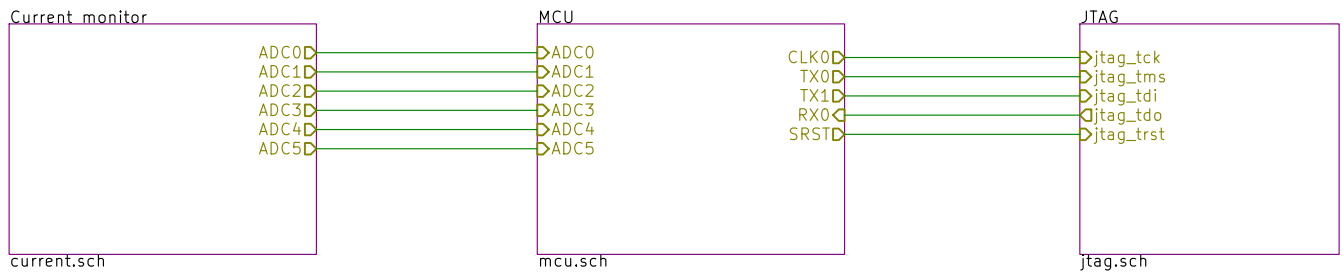 Current monitor
ADC0
ADC1
ADC2
ADC3
ADC4
ADC5
current.sch
MCU
ADC0
ADC1
ADC2
ADC3
ADC4
ADC5
CLK0
TX0
TX1
RX0
SRST
mcu.sch
JTAG
jtag_tck
jtag_tms
jtag_tdi
jtag_tdo
jtag_trst
jtag.sch